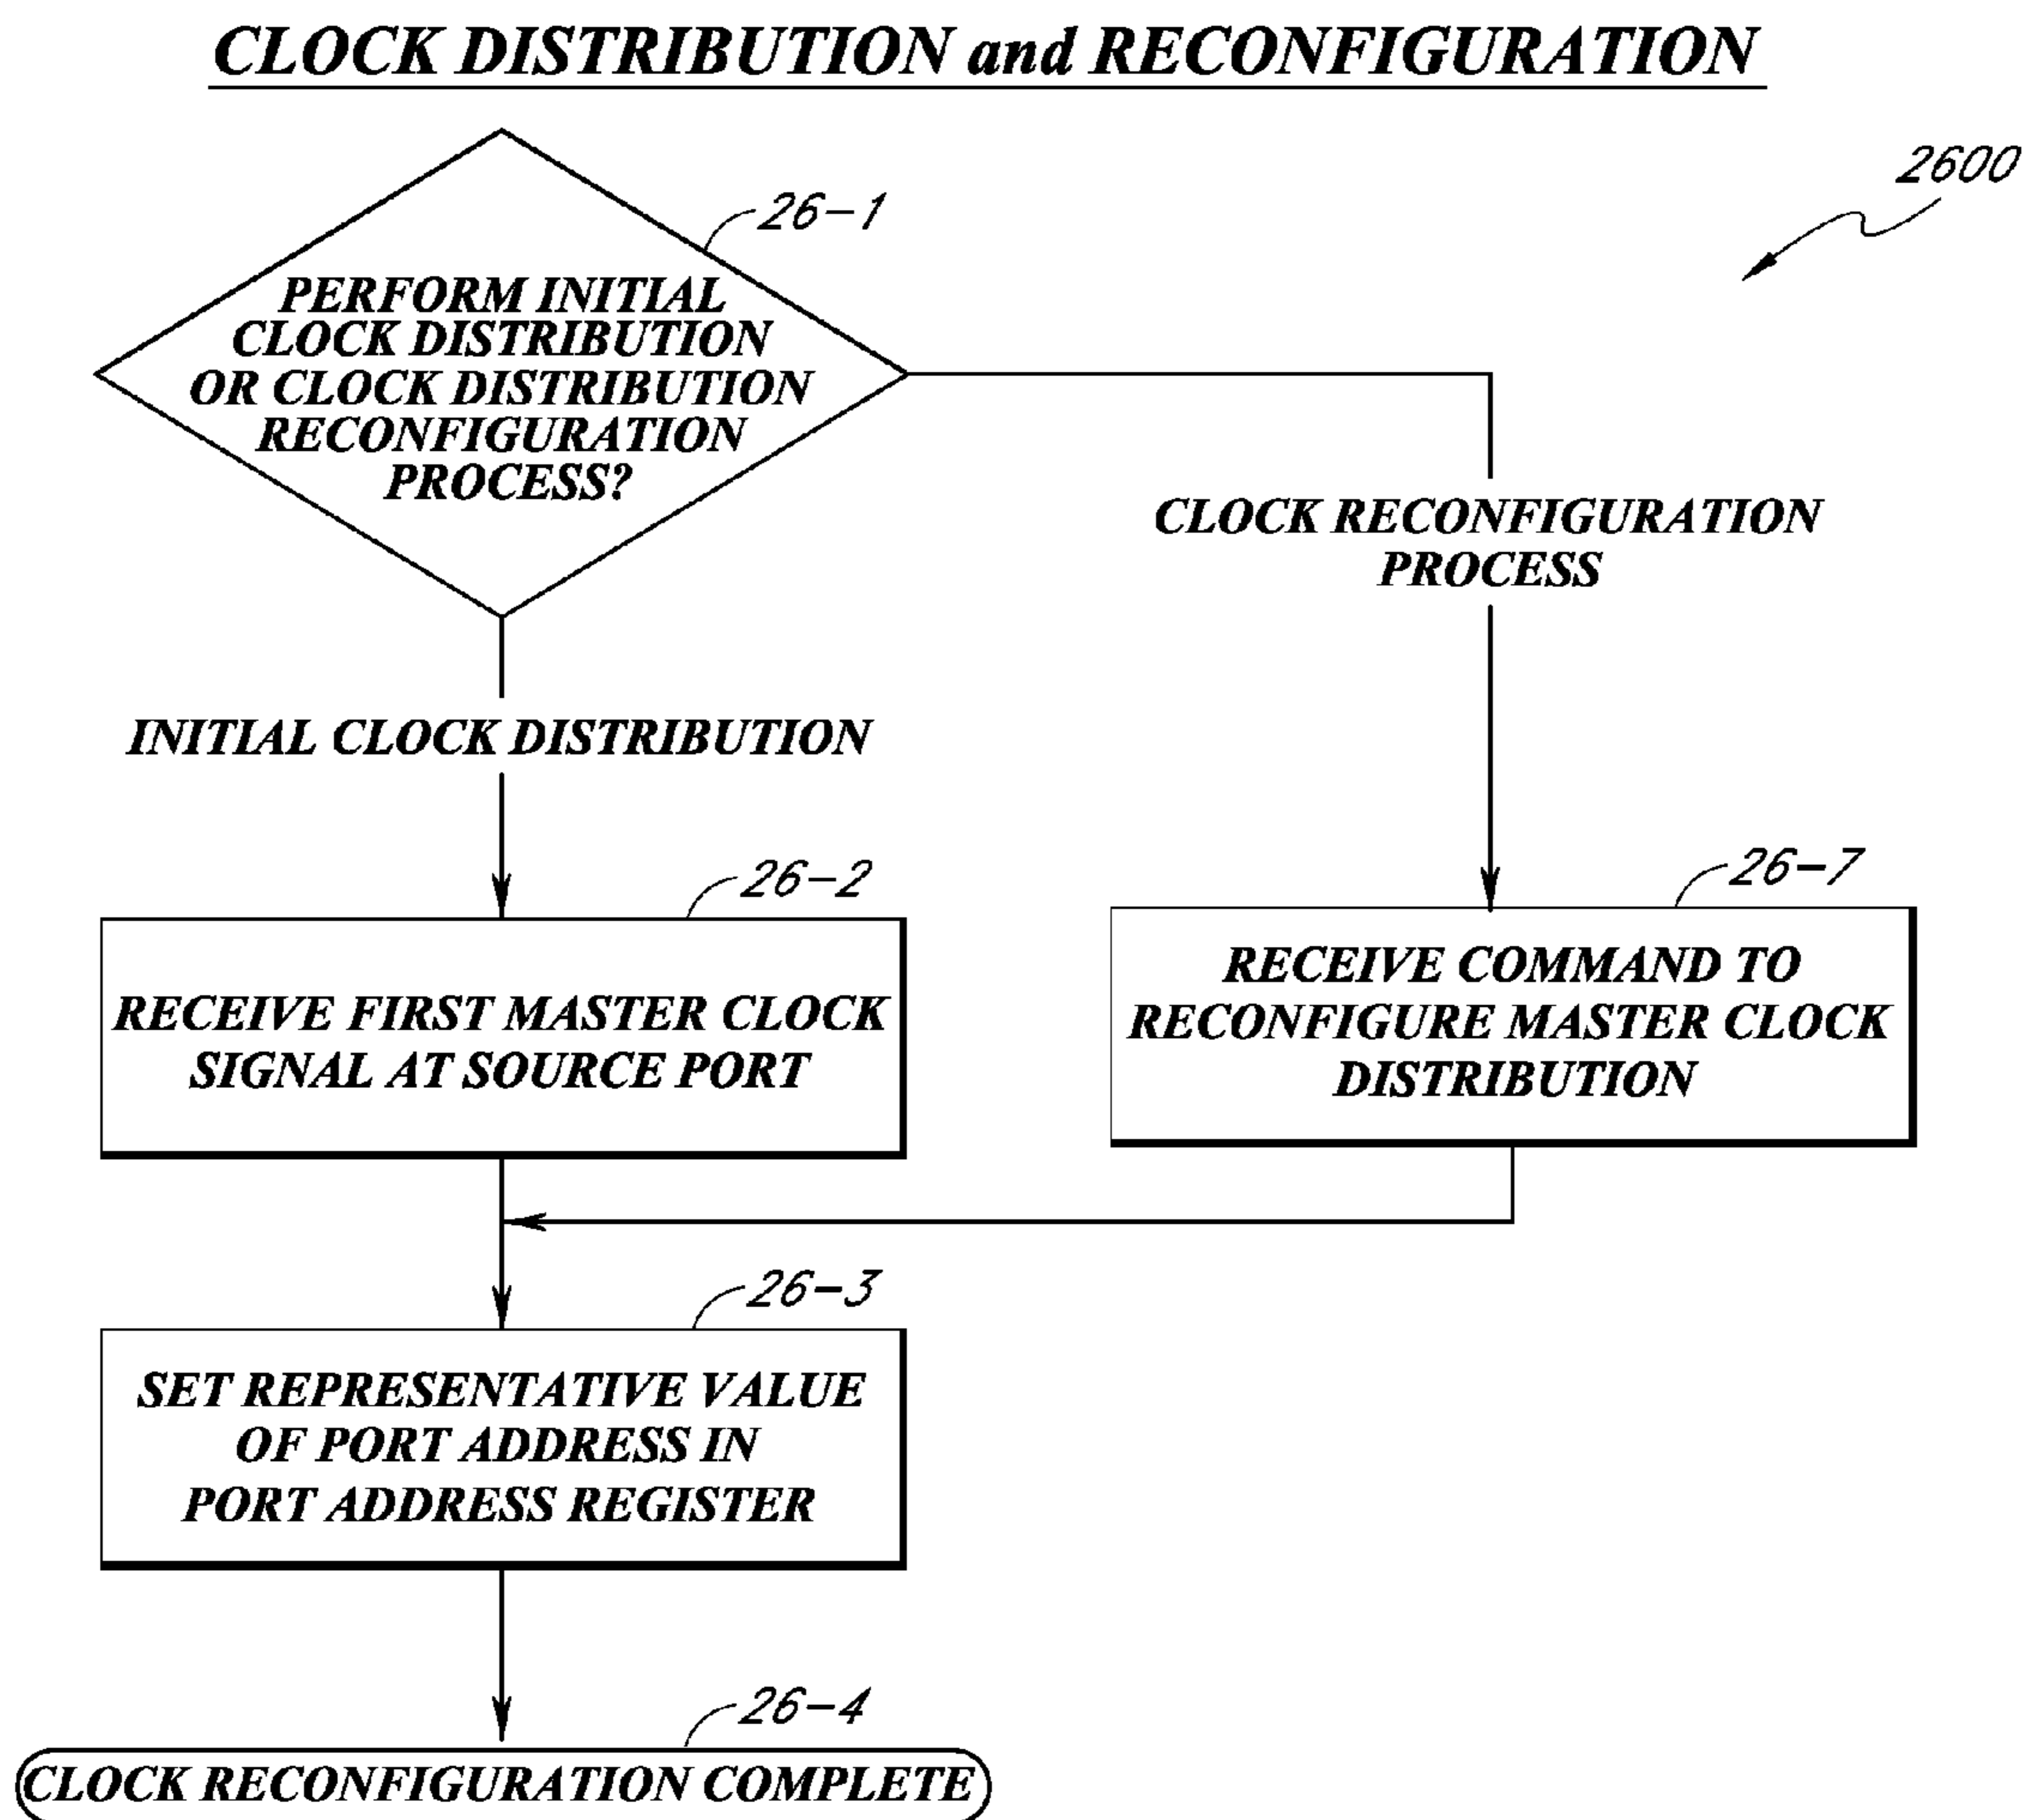 CLOCK DISTRIBUTION and RECONFIGURATION
2600
26-1
PERFORM INITIAL
CLOCK DISTRIBUTION
OR CLOCK DISTRIBUTION
RECONFIGURATION
PROCESS?
CLOCK RECONFIGURATION
PROCESS
INITIAL CLOCK DISTRIBUTION
26-2
RECEIVE FIRST MASTER CLOCK
SIGNAL AT SOURCE PORT
26-7
RECEIVE COMMAND TO
RECONFIGURE MASTER CLOCK
DISTRIBUTION
26-3
SET REPRESENTATIVE VALUE
OF PORT ADDRESS IN
PORT ADDRESS REGISTER
26-4
CLOCK RECONFIGURATION COMPLETE